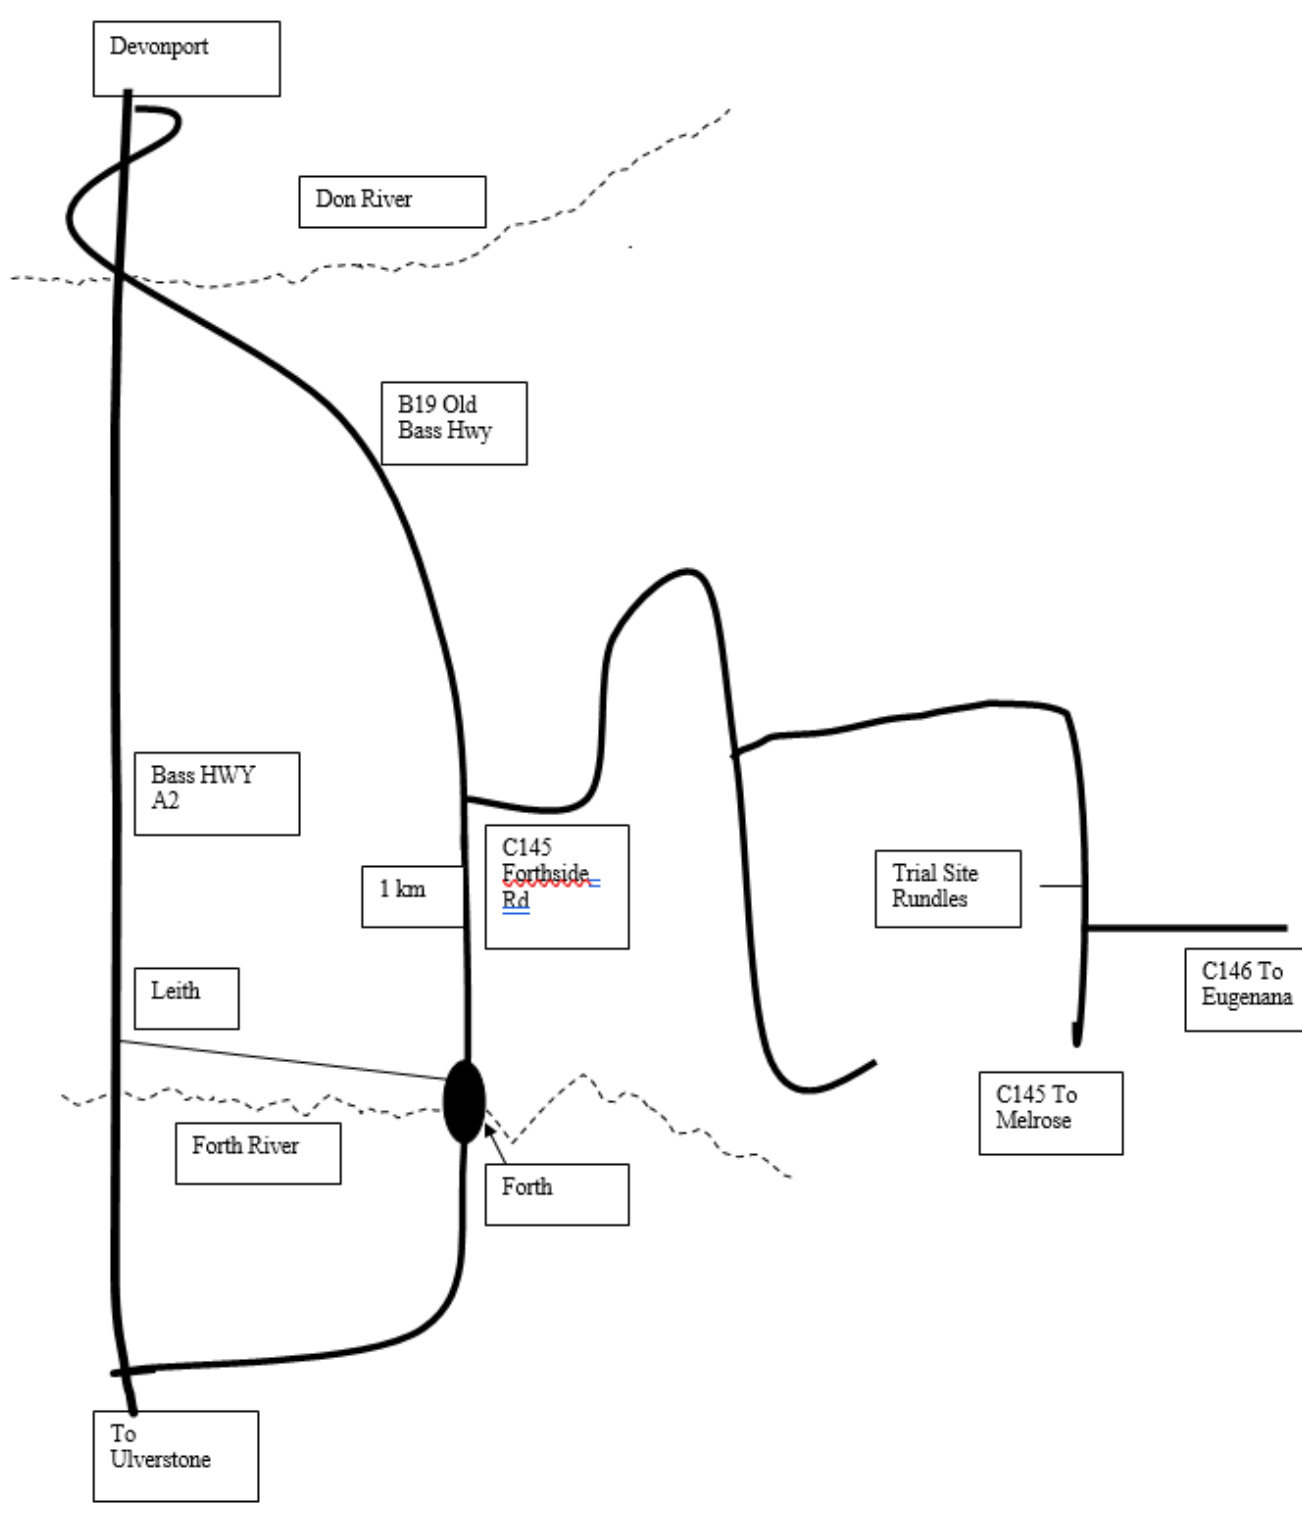 Devonport
Don River
B19 Old
Bass Hwy
Bass HWY
A2
C145
Forthside
Rd
1 km
Trial Site
Rundles
C146 To
Eugenana
Leith
C145 To
Melrose
Forth River
Forth
To
Ulverstone